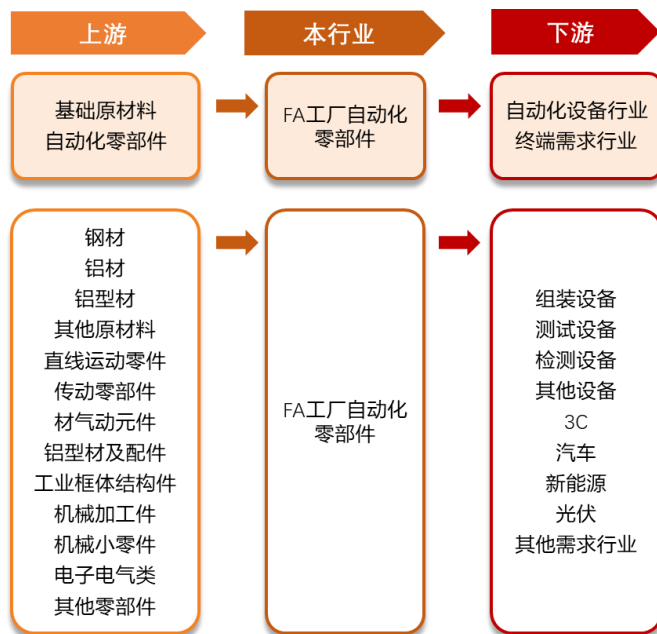 上游
本行业
下游
基础原材料
自动化零部件
FA工厂自动化
零部件
自动化设备行业
终端需求行业
钢材
铝材
铝型材
其他原材料
直线运动零件
传动零部件
材气动元件
铝型材及配件
工业框体结构件
机械加工件
机械小零件
电子电气类
其他零部件
FA工厂自动化
零部件
组装设备
测试设备
检测设备
其他设备
3C
汽车
新能源
光伏
其他需求行业